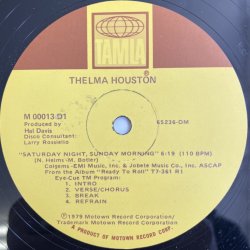 TAMLA
THELMA HOUSTON®
M 00013 D1
65236-DM
Produced by
Hal Davis
Disco Consultant:
Larry Rossiello
"SATURDAY NIGHT, SUNDAY MORNING" 6:19 (110 BPM)
(N. Helms-M. Bolter)
Colgems-EMI Music, Inc. & Jobete Music Co., Inc. ASCAP
From the Album "Ready To Roll" T7-361 R1
Eye-Cue TM Program:
1. INTRO
2. VERSE/CHORUS
3. BREAK
4. REFRAIN
℗1979 Motown Record Corporation/
Trademark of Motown Record Corporation
A PRODUCT OF MOTOWN RECORD CORP.